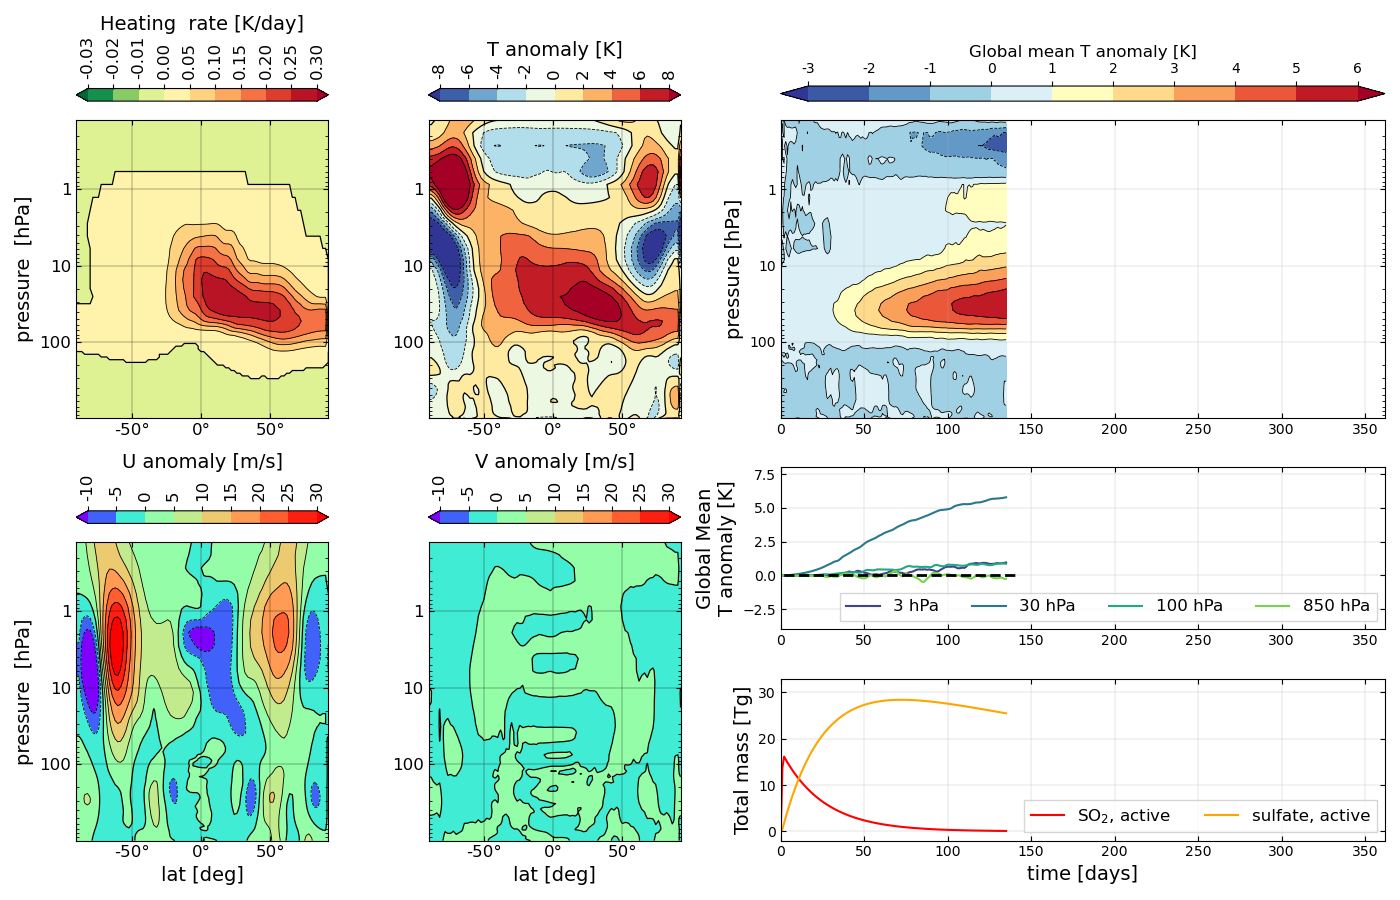 Heating  rate [K/day]
-0.03 -0.02 -0.01 0.00 0.05 0.10 0.15 0.20 0.25 0.30
pressure  [hPa]
1
10
100
-50° 0° 50°
T anomaly [K]
-8 -6 -4 -2 0 2 4 6 8
1
10
100
-50° 0° 50°
Global mean T anomaly [K]
-3 -2 -1 0 1 2 3 4 5 6
pressure  [hPa]
1
10
100
0 50 100 150 200 250 300 350
U anomaly [m/s]
-10 -5 0 5 10 15 20 25 30
pressure  [hPa]
1
10
100
-50° 0° 50°
lat [deg]
V anomaly [m/s]
-10 -5 0 5 10 15 20 25 30
1
10
100
-50° 0° 50°
lat [deg]
Global Mean
T anomaly [K]
7.5
5.0
2.5
0.0
−2.5
3 hPa 30 hPa 100 hPa 850 hPa
0 50 100 150 200 250 300 350
Total mass [Tg]
30
20
10
0
SO₂, active sulfate, active
0 50 100 150 200 250 300 350
time [days]